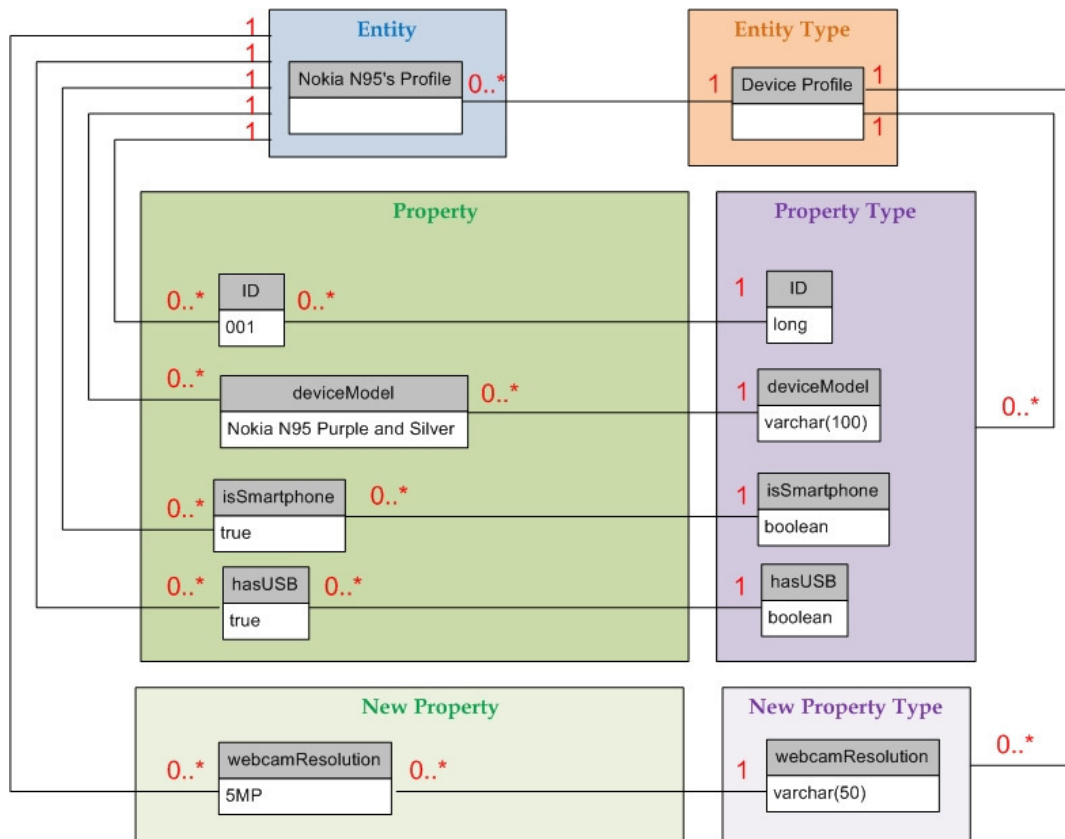 Entity
Entity Type
1
1
1
1
1
Nokia N95's Profile
0..*
1
Device Profile
1
1
Property
Property Type
0..*
ID
0..*
1
ID
001
long
0..*
deviceModel
0..*
1
deviceModel
0..*
Nokia N95 Purple and Silver
varchar(100)
0..*
isSmartphone
0..*
1
isSmartphone
true
boolean
0..*
hasUSB
0..*
1
hasUSB
true
boolean
New Property
New Property Type
0..*
0..*
webcamResolution
0..*
1
webcamResolution
5MP
varchar(50)